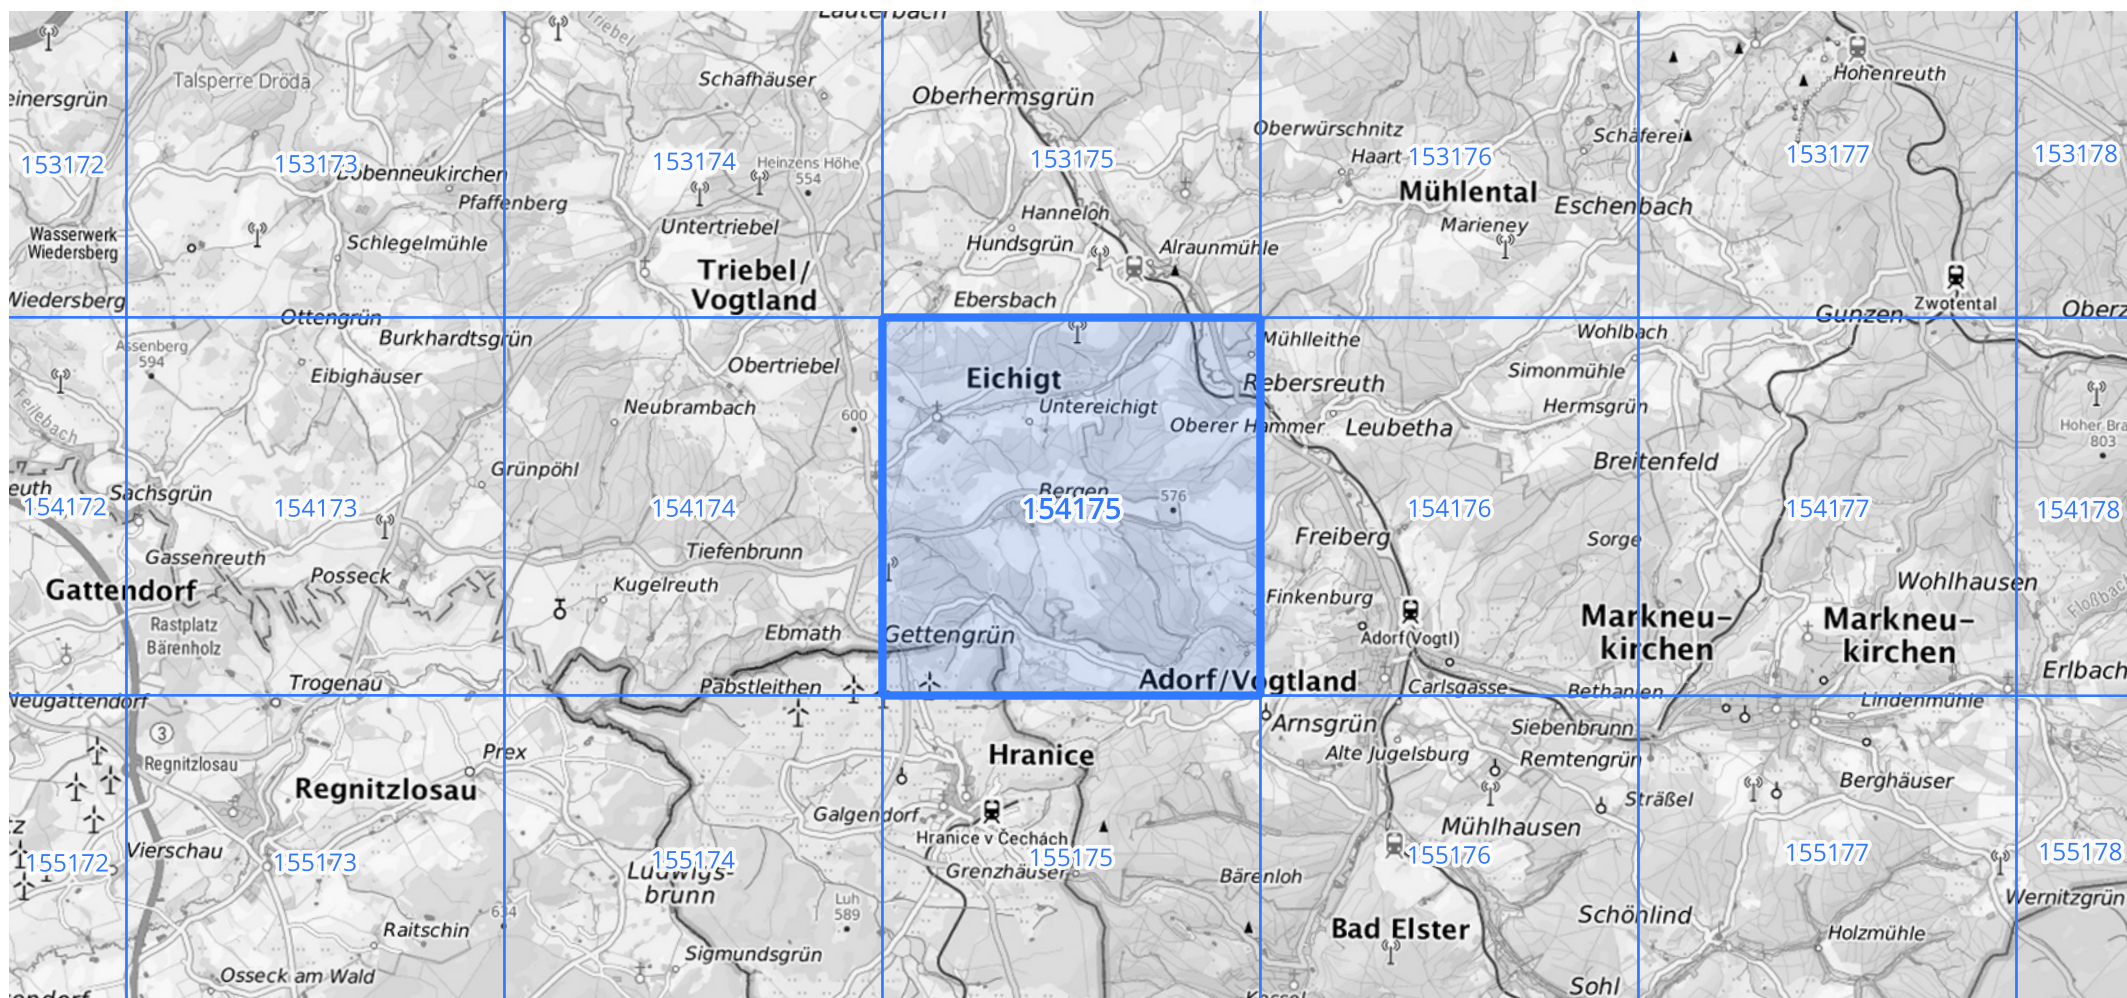 Lauterbach
Triebel
Talsperre Dröda
Schafhäuser
Oberhermsgrün
Hohenreuth
einersgrün
Oberwürschnitz
Schäferei
153172
153173
153174
153175
Haart
153176
153177
153178
Bobenneukirchen
Heinzens Höhe
554
Mühlental
Pfaffenberg
Hanneloh
Eschenbach
Wasserwerk
Wiedersberg
Schlegelmühle
Untertriebel
Hundsgrün
Alraunmühle
Marieney
Triebel/
Vogtland
Wiedersberg
Ebersbach
Zwotental
Ottengrün
Gunzen
Oberz
Burkhardtsgrün
Mühlleithe
Wohlbach
Assenberg
594
Eibighäuser
Obertriebel
Eichigt
Rebersreuth
Simonmühle
Feilebach
Neubrambach
600
Untereichigt
Oberer Hammer
Leubetha
Hermsgrün
Hoher Bra
803
Grünpöhl
Breitenfeld
euth
Sachsgrün
Bergen
576
154172
154173
154174
154175
154176
154177
154178
Gassenreuth
Tiefenbrunn
Freiberg
Sorge
Gattendorf
Posseck
Kugelreuth
Finkenburg
Wohlhausen
Floßba
Rastplatz
Bärenholz
Ebmath
Gettengrün
Adorf(Vogtl)
Markneu-
kirchen
Markneu-
kirchen
Trogenau
Pabstleithen
Adorf/Vogtland
Carlsgasse
Bethanien
Erlbach
Neugattendorf
Lindenmühle
3
Regnitzlosau
Prex
Hranice
Arnsgrün
Siebenbrunn
Alte Jugelsburg
Remtengrün
Regnitzlosau
Galgendorf
Berghäuser
Sträßel
Hranice v Čechách
Mühlhausen
Vierschau
155172
155173
155174
155175
155176
155177
155178
Ludwigs-
brunn
Grenzhäuser
Bärenloh
Luh
589
634
Raitschin
Bad Elster
Schönlind
Wernitzgrün
Holzmühle
Sigmundsgrün
Osseck am Wald
Sohl